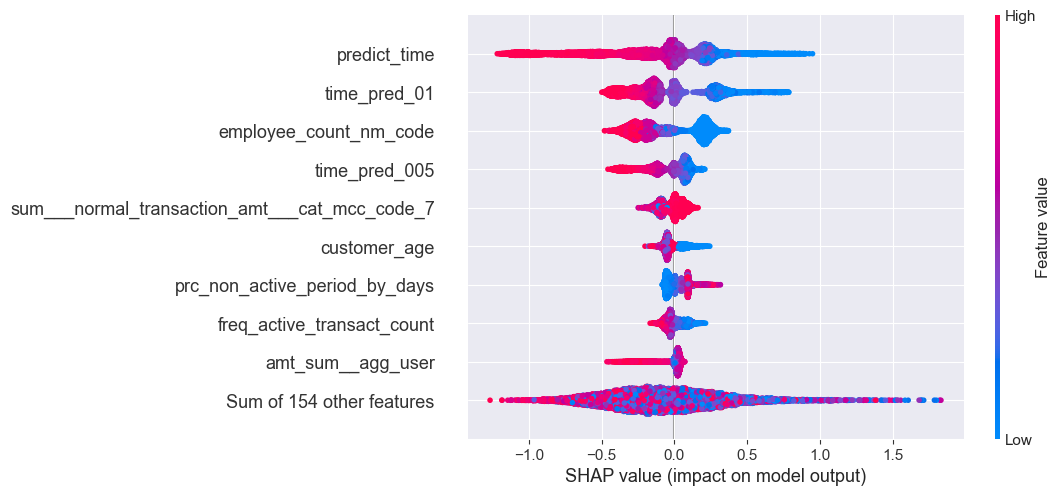 High
predict_time
time_pred_01
employee_count_nm_code
time_pred_005
sum___normal_transaction_amt___cat_mcc_code_7
customer_age
prc_non_active_period_by_days
freq_active_transact_count
amt_sum__agg_user
Sum of 154 other features
Feature value
Low
−1.0 −0.5 0.0 0.5 1.0 1.5
SHAP value (impact on model output)